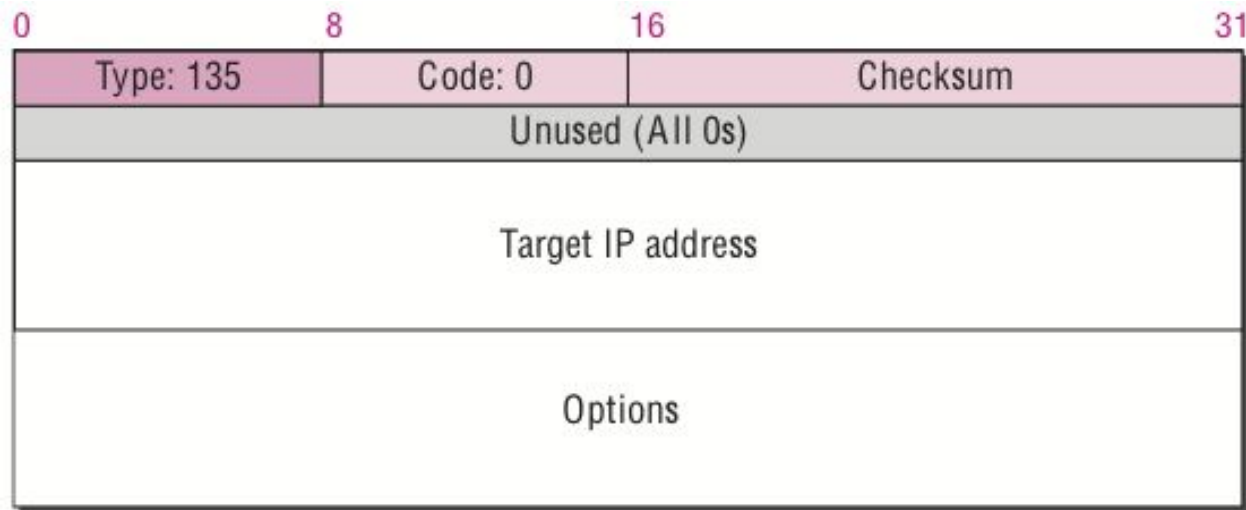 0 8 16 31
Type: 135 Code: 0 Checksum
Unused (All 0s)
Target IP address
Options